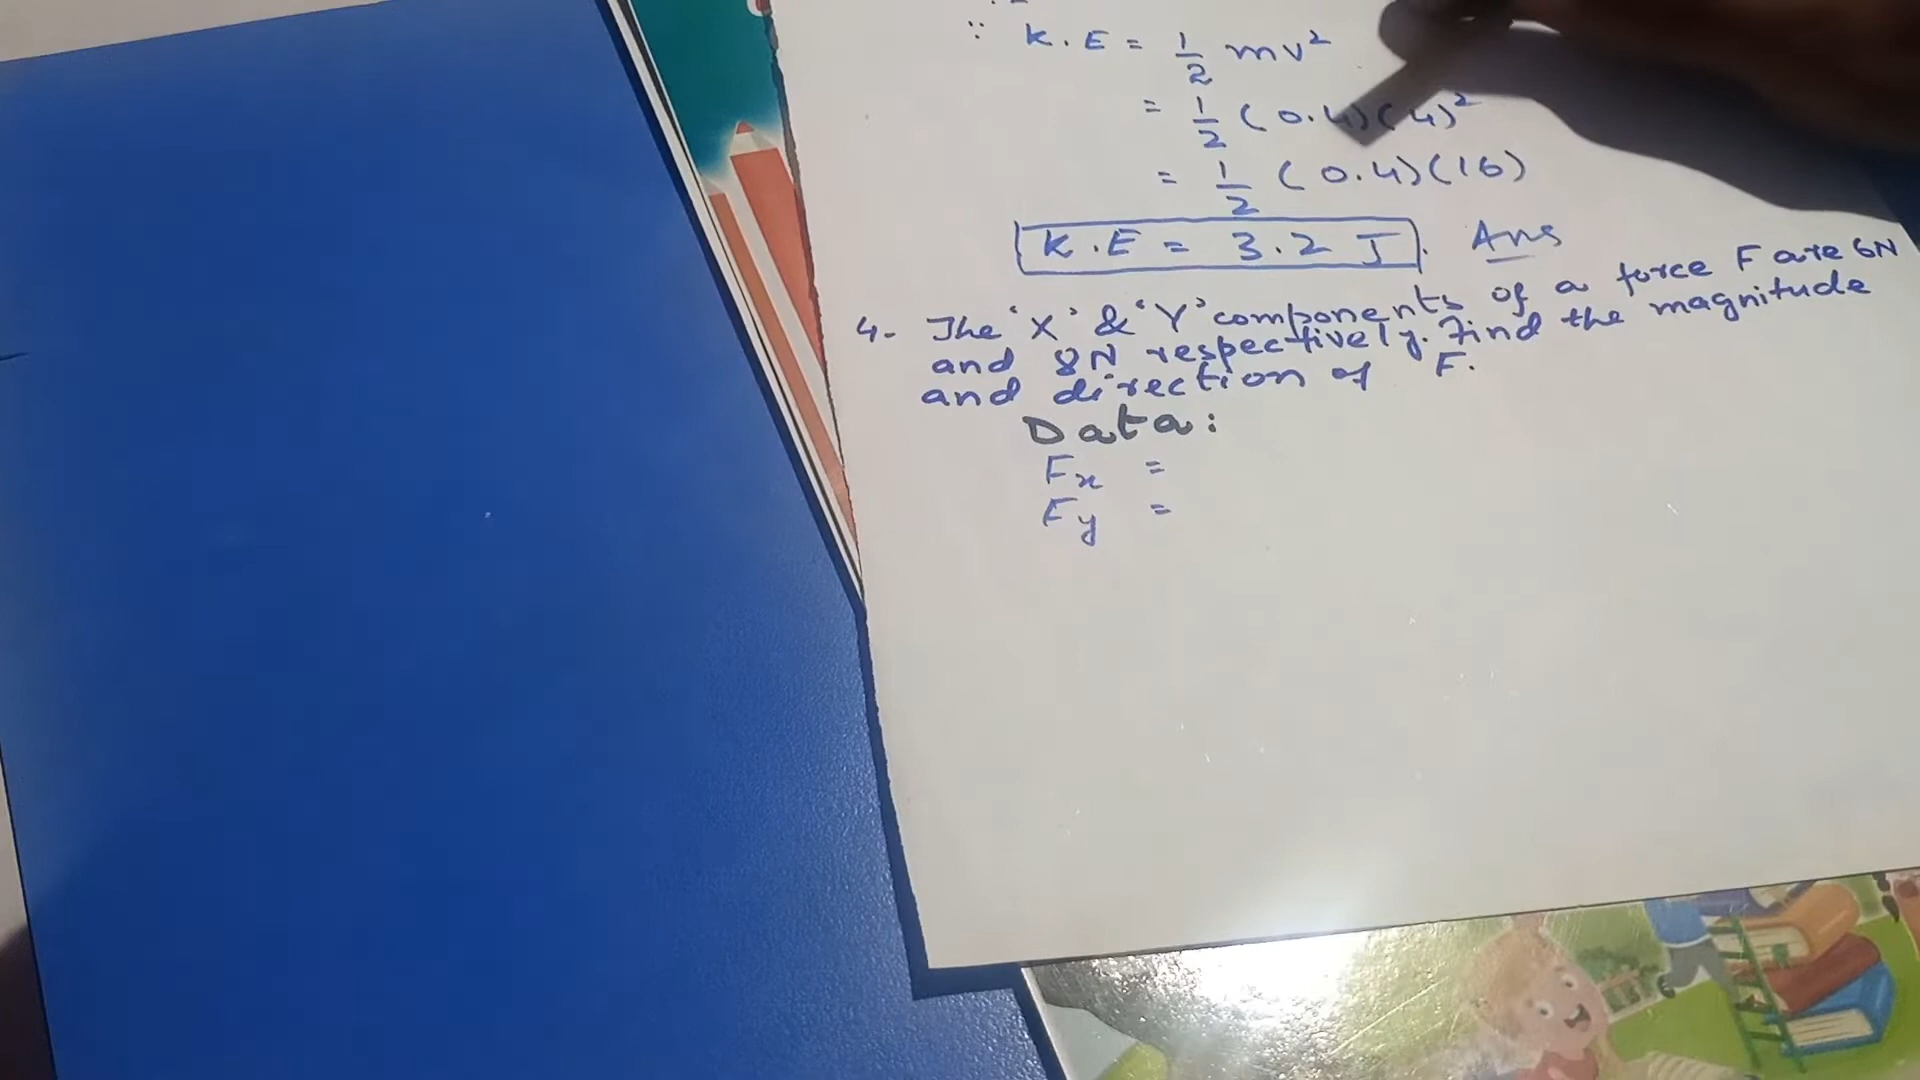 ∵ K.E = 1/2 mv²
= 1/2 (0.4)(4)²
= 1/2 (0.4)(16)
K.E = 3.2 J. Ans
4. The 'X' & 'Y' components of a force F are 6N
and 8N respectively. Find the magnitude
and direction of F.
Data:
Fx =
Fy =